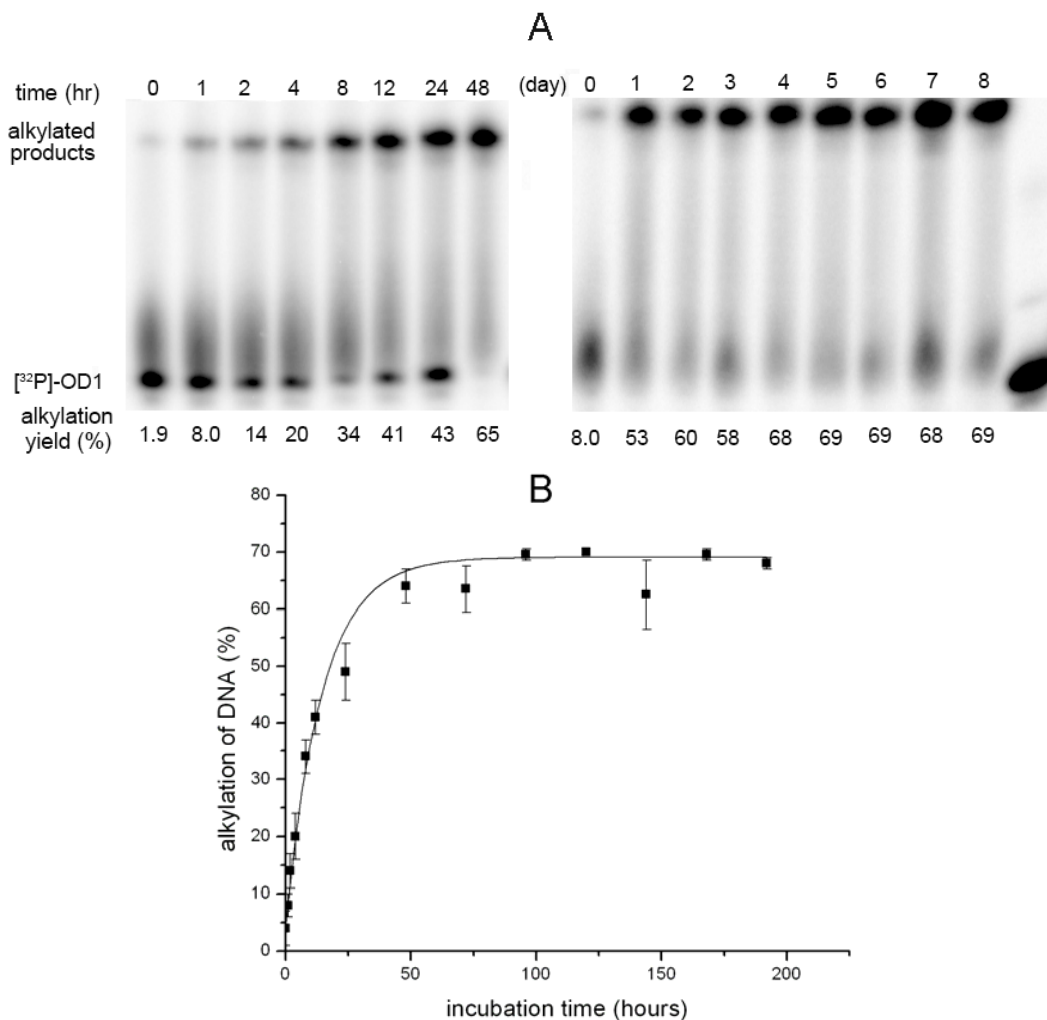 A
time (hr) 0 1 2 4 8 12 24 48 (day) 0 1 2 3 4 5 6 7 8
alkylated
products
[³²P]-OD1
alkylation
yield (%) 1.9 8.0 14 20 34 41 43 65 8.0 53 60 58 68 69 69 68 69
B
80
70
60
50
40
30
20
10
0
alkylation of DNA (%)
0 50 100 150 200
incubation time (hours)